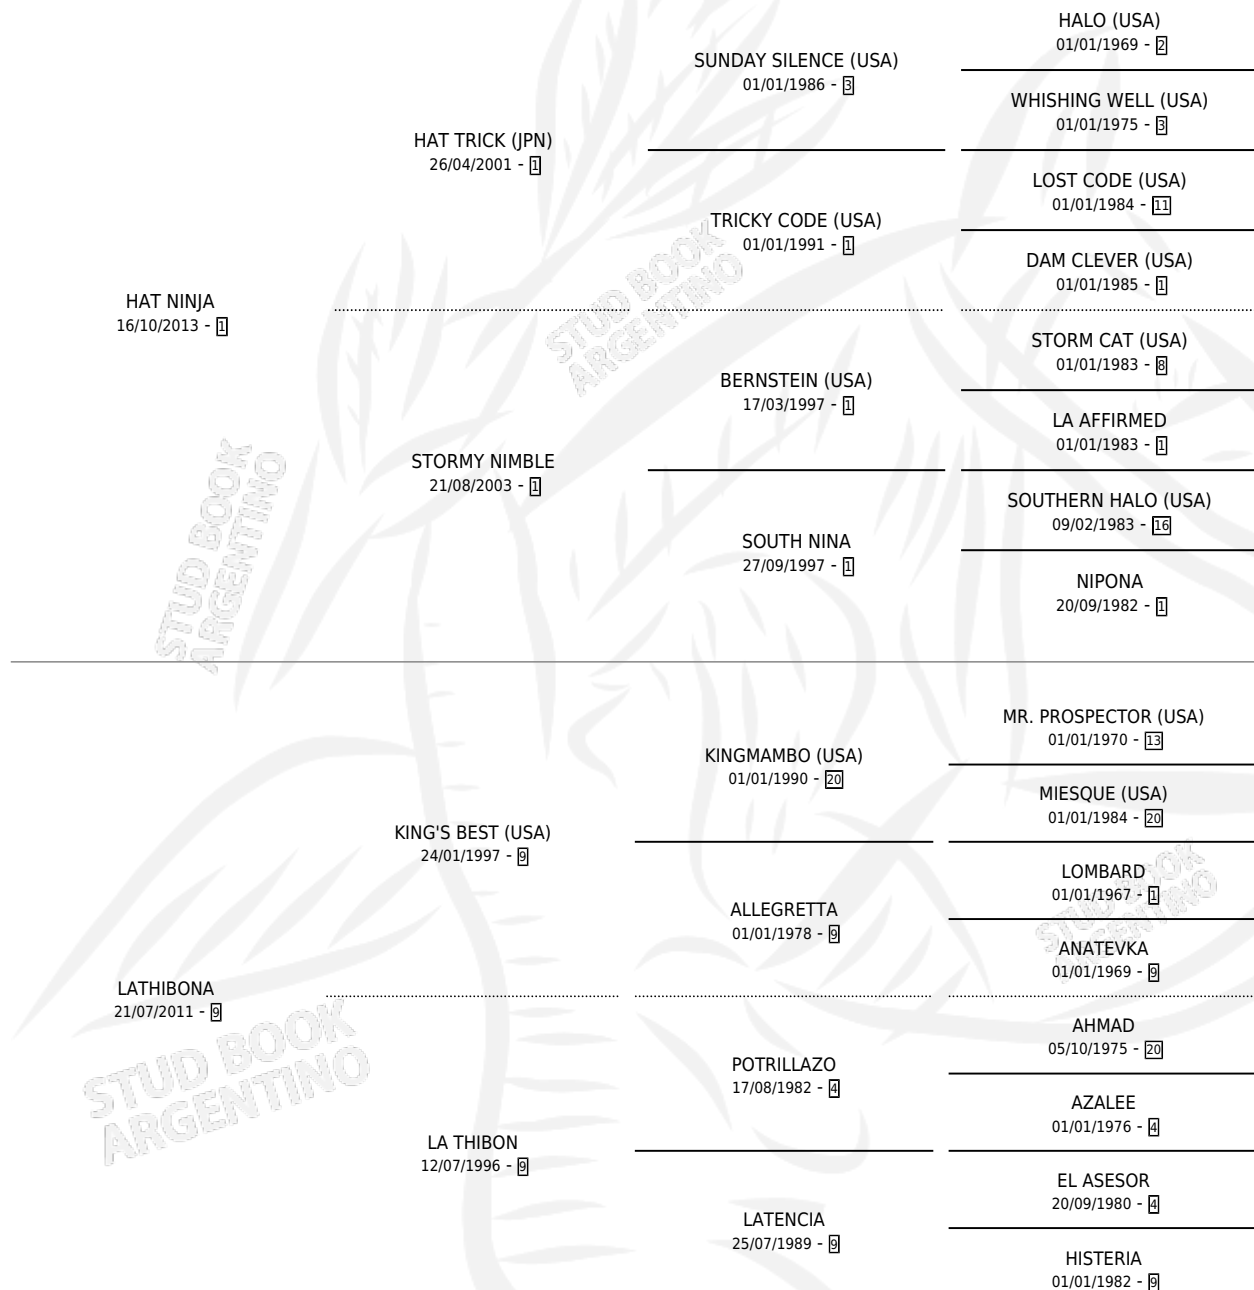 HALO (USA)
01/01/1969 - 2
SUNDAY SILENCE (USA)
01/01/1986 - 3
WHISHING WELL (USA)
01/01/1975 - 3
HAT TRICK (JPN)
26/04/2001 - 1
LOST CODE (USA)
01/01/1984 - 11
TRICKY CODE (USA)
01/01/1991 - 1
DAM CLEVER (USA)
01/01/1985 - 1
HAT NINJA
16/10/2013 - 1
STORM CAT (USA)
01/01/1983 - 8
BERNSTEIN (USA)
17/03/1997 - 1
LA AFFIRMED
01/01/1983 - 1
STORMY NIMBLE
21/08/2003 - 1
SOUTHERN HALO (USA)
09/02/1983 - 16
SOUTH NINA
27/09/1997 - 1
NIPONA
20/09/1982 - 1
MR. PROSPECTOR (USA)
01/01/1970 - 13
KINGMAMBO (USA)
01/01/1990 - 20
MIESQUE (USA)
01/01/1984 - 20
KING'S BEST (USA)
24/01/1997 - 9
LOMBARD
01/01/1967 - 1
ALLEGRETTA
01/01/1978 - 9
ANATEVKA
01/01/1969 - 9
LATHIBONA
21/07/2011 - 9
AHMAD
05/10/1975 - 20
POTRILLAZO
17/08/1982 - 4
AZALEE
01/01/1976 - 4
LA THIBON
12/07/1996 - 9
EL ASESOR
20/09/1980 - 4
LATENCIA
25/07/1989 - 9
HISTERIA
01/01/1982 - 9
STUD BOOK
ARGENTINO
STUD BOOK
ARGENTINO
STUD BOOK
ARGENTINO
STUD BOOK
ARGENTINO